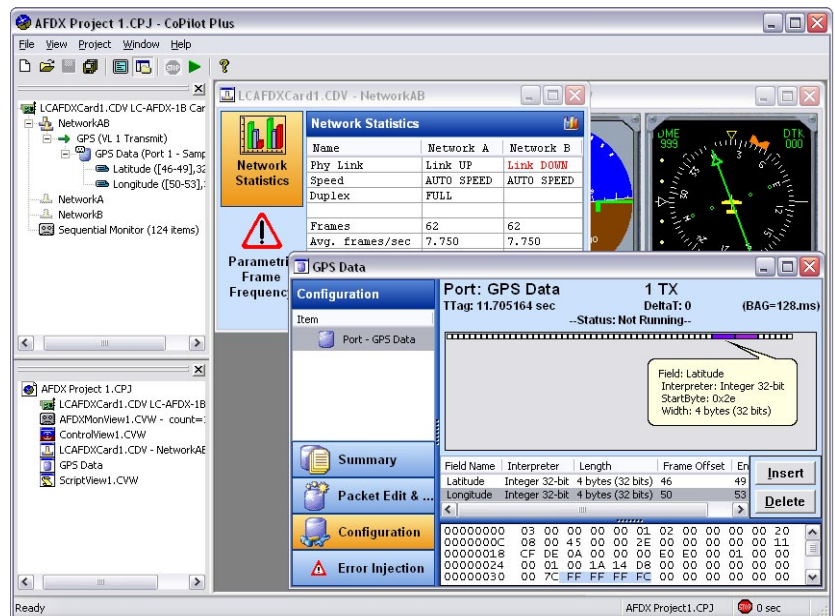 AFDX Project 1.CPJ - CoPilot Plus
File View Project Window Help
LCAFDXCard1.CDV LC-AFDX-1B Car
NetworkAB
GPS (VL 1 Transmit)
GPS Data (Port 1 - Samp
Latitude ([46-49],32
Longitude ([50-53],
NetworkA
NetworkB
Sequential Monitor (124 items)
AFDX Project 1.CPJ
LCAFDXCard1.CDV LC-AFDX-1B
AFDXMonView1.CVW - count=
ControlView1.CVW
LCAFDXCard1.CDV - NetworkAB
GPS Data
ScriptView1.CVW
LCAFDXCard1.CDV - NetworkAB
Network Statistics
Parametri
Frame
Frequenc
Network Statistics
Name Network A Network B
Phy Link Link UP Link DOWN
Speed AUTO SPEED AUTO SPEED
Duplex FULL
Frames 62 62
Avg. frames/sec 7.750 7.750
DME
999
DTK
000
3 6
GPS Data
Configuration
Item
Port - GPS Data
Summary
Packet Edit & ...
Configuration
Error Injection
Port: GPS Data 1 TX
TTag: 11.705164 sec DeltaT: 0 (BAG=128.ms)
--Status: Not Running--
Field: Latitude
Interpreter: Integer 32-bit
StartByte: 0x2e
Width: 4 bytes (32 bits)
Field Name Interpreter Length Frame Offset En
Latitude Integer 32-bit 4 bytes (32 bits) 46 49
Longitude Integer 32-bit 4 bytes (32 bits) 50 53
Insert
Delete
00000000 03 00 00 00 00 01 02 00 00 00 00 20
0000000C 08 00 45 00 00 2E 00 00 00 00 00 11
00000018 CF DE 0A 00 00 00 E0 E0 00 01 00 00
00000024 00 01 00 1A 14 D8 00 00 00 00 00 00
00000030 00 7C FF FF FF FC 00 00 00 00 00 00
Ready AFDX Project1.CPJ STOP 0 sec